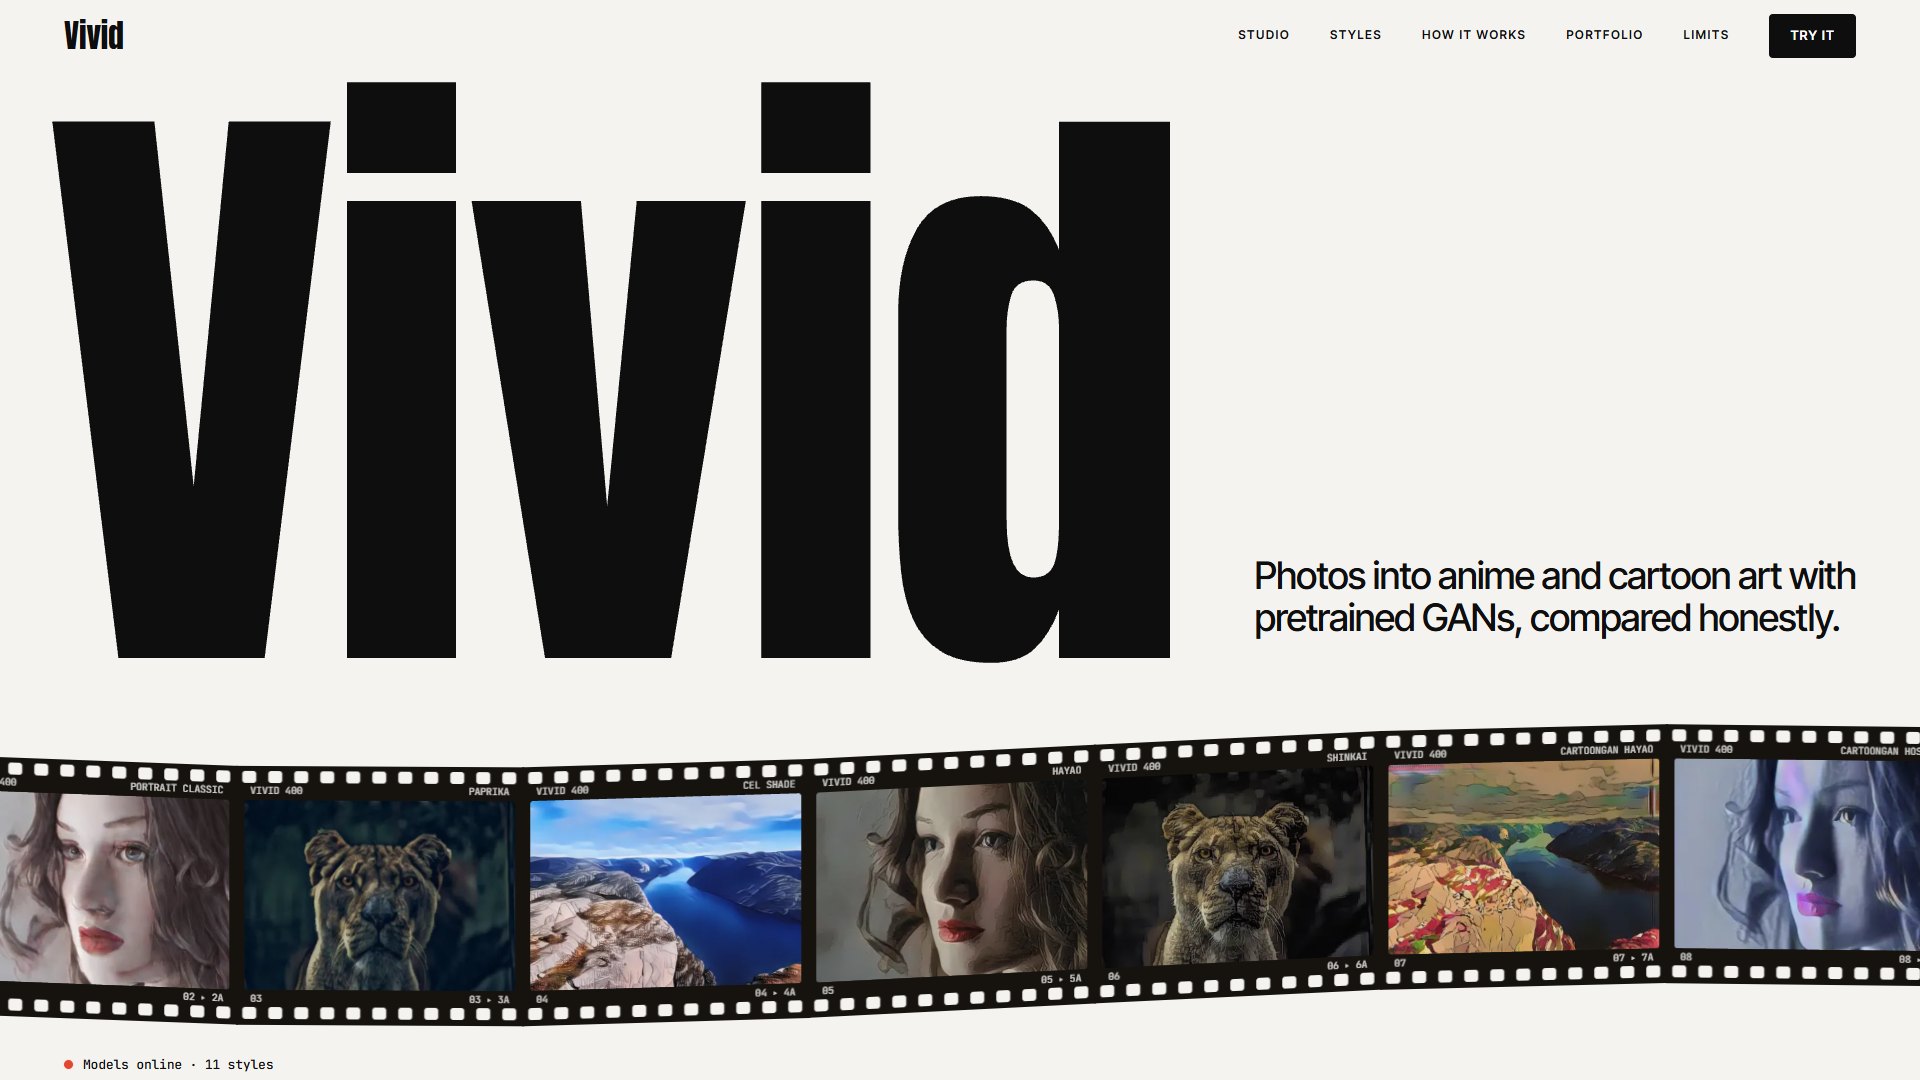 Vivid
STUDIO
STYLES
HOW IT WORKS
PORTFOLIO
LIMITS
TRY IT
Vivid
Photos into anime and cartoon art with
pretrained GANs, compared honestly.
400
PORTRAIT CLASSIC
VIVID 400
PAPRIKA
VIVID 400
CEL SHADE
VIVID 400
HAYAO
VIVID 400
SHINKAI
VIVID 400
CARTOONGAN HAYAO
VIVID 400
CARTOONGAN HOS
02 ▸ 2A
03
03 ▸ 3A
04
04 ▸ 4A
05
05 ▸ 5A
06
06 ▸ 6A
07
07 ▸ 7A
08
08 ▸
Models online · 11 styles